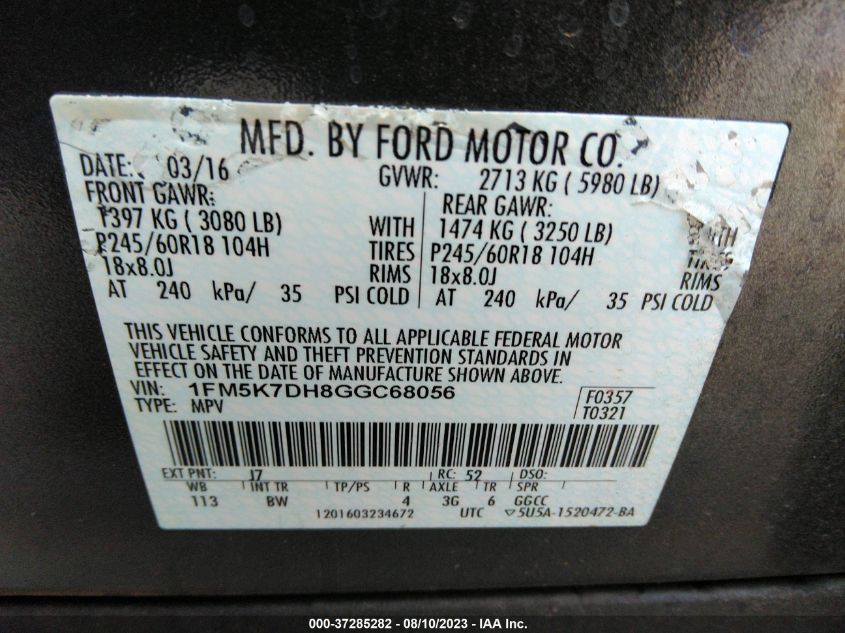 MFD. BY FORD MOTOR CO.
DATE: 03/16 GVWR: 2713 KG ( 5980 LB)
FRONT GAWR: REAR GAWR:
1397 KG ( 3080 LB) WITH 1474 KG ( 3250 LB) WITH
P245/60R18 104H TIRES P245/60R18 104H TIRES
18x8.0J RIMS 18x8.0J RIMS
AT 240 kPa/ 35 PSI COLD AT 240 kPa/ 35 PSI COLD
THIS VEHICLE CONFORMS TO ALL APPLICABLE FEDERAL MOTOR
VEHICLE SAFETY AND THEFT PREVENTION STANDARDS IN
EFFECT ON THE DATE OF MANUFACTURE SHOWN ABOVE.
VIN: 1FM5K7DH8GGC68056 F0357
TYPE: MPV T0321
EXT PNT: J7 RC: 52 DSO:
WB INT TR TP/PS R AXLE TR SPR
113 BW 4 3G 6 GGCC
1201603234672 UTC ▽5U5A-1520472-BA
000-37285282 - 08/10/2023 - IAA Inc.